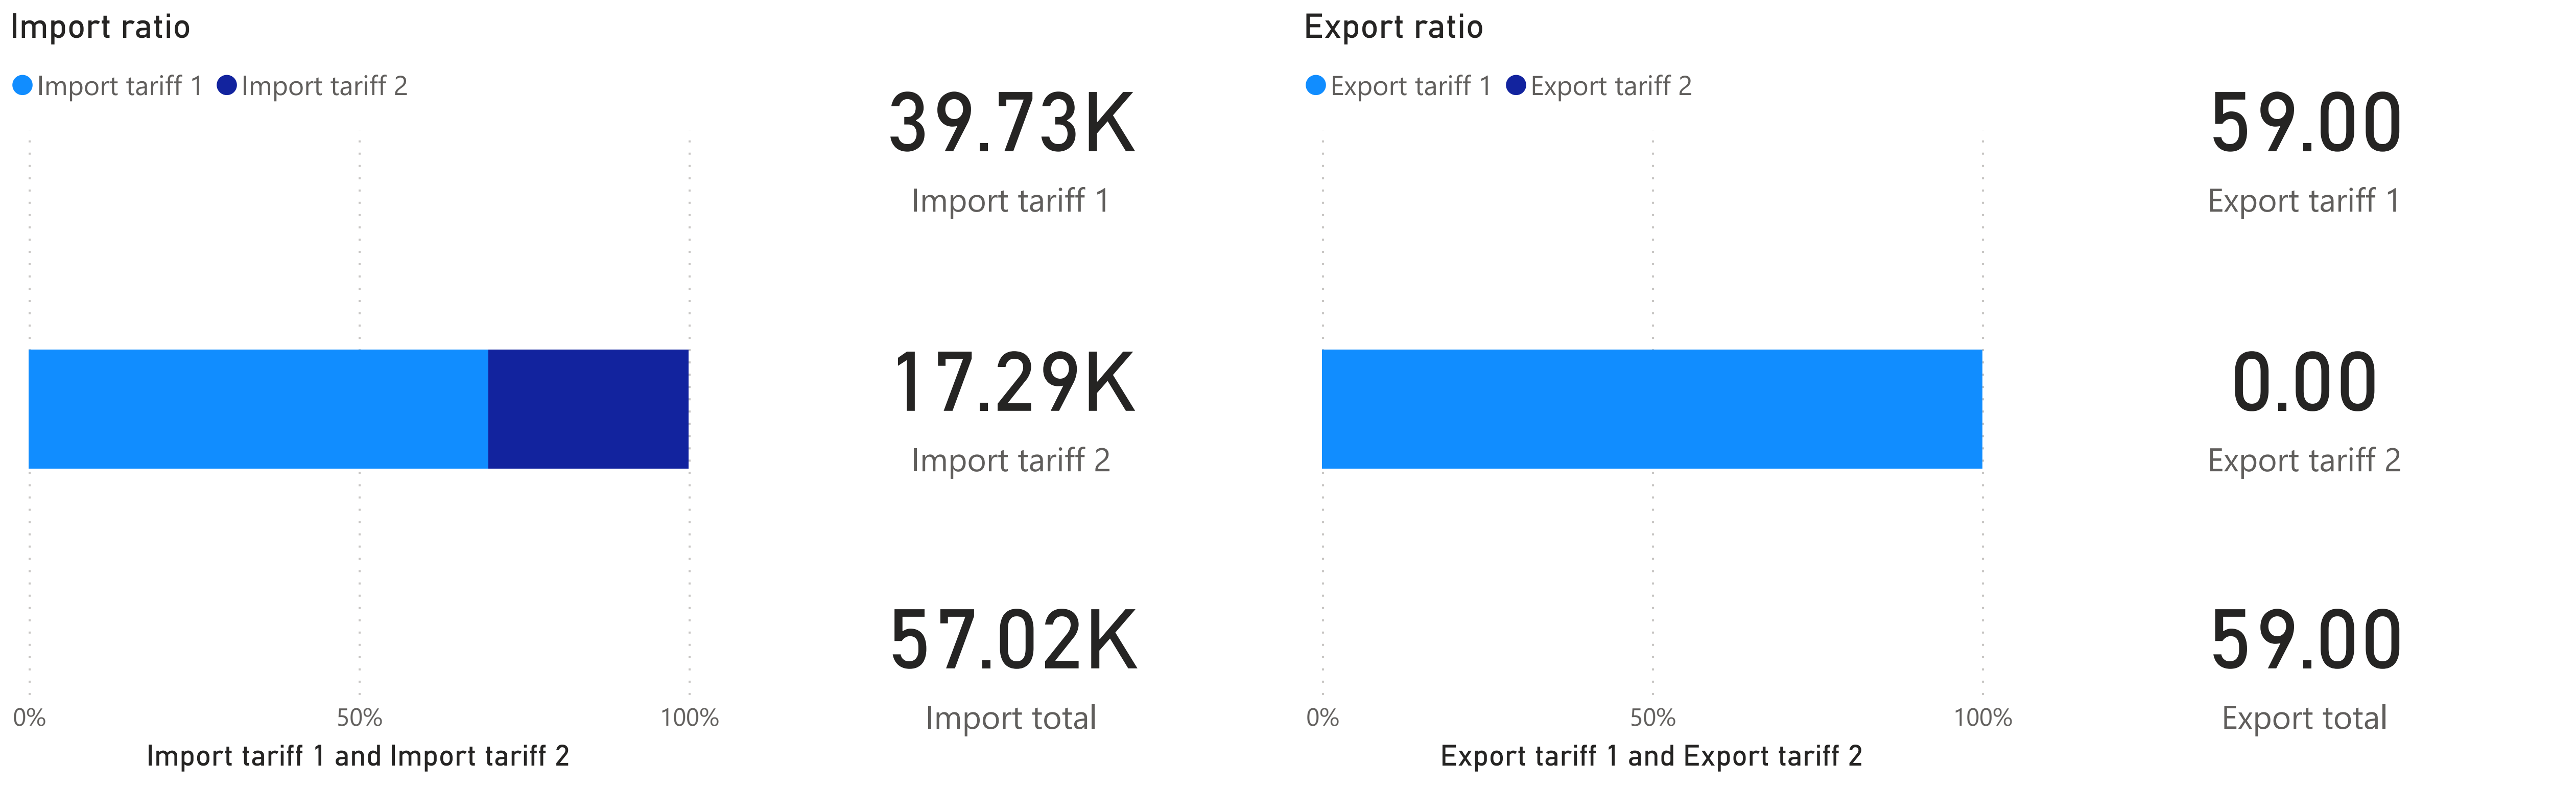 Import ratio
Import tariff 1 Import tariff 2
39.73K
Import tariff 1
17.29K
Import tariff 2
57.02K
Import total
0% 50% 100%
Import tariff 1 and Import tariff 2
Export ratio
Export tariff 1 Export tariff 2
59.00
Export tariff 1
0.00
Export tariff 2
59.00
Export total
0% 50% 100%
Export tariff 1 and Export tariff 2